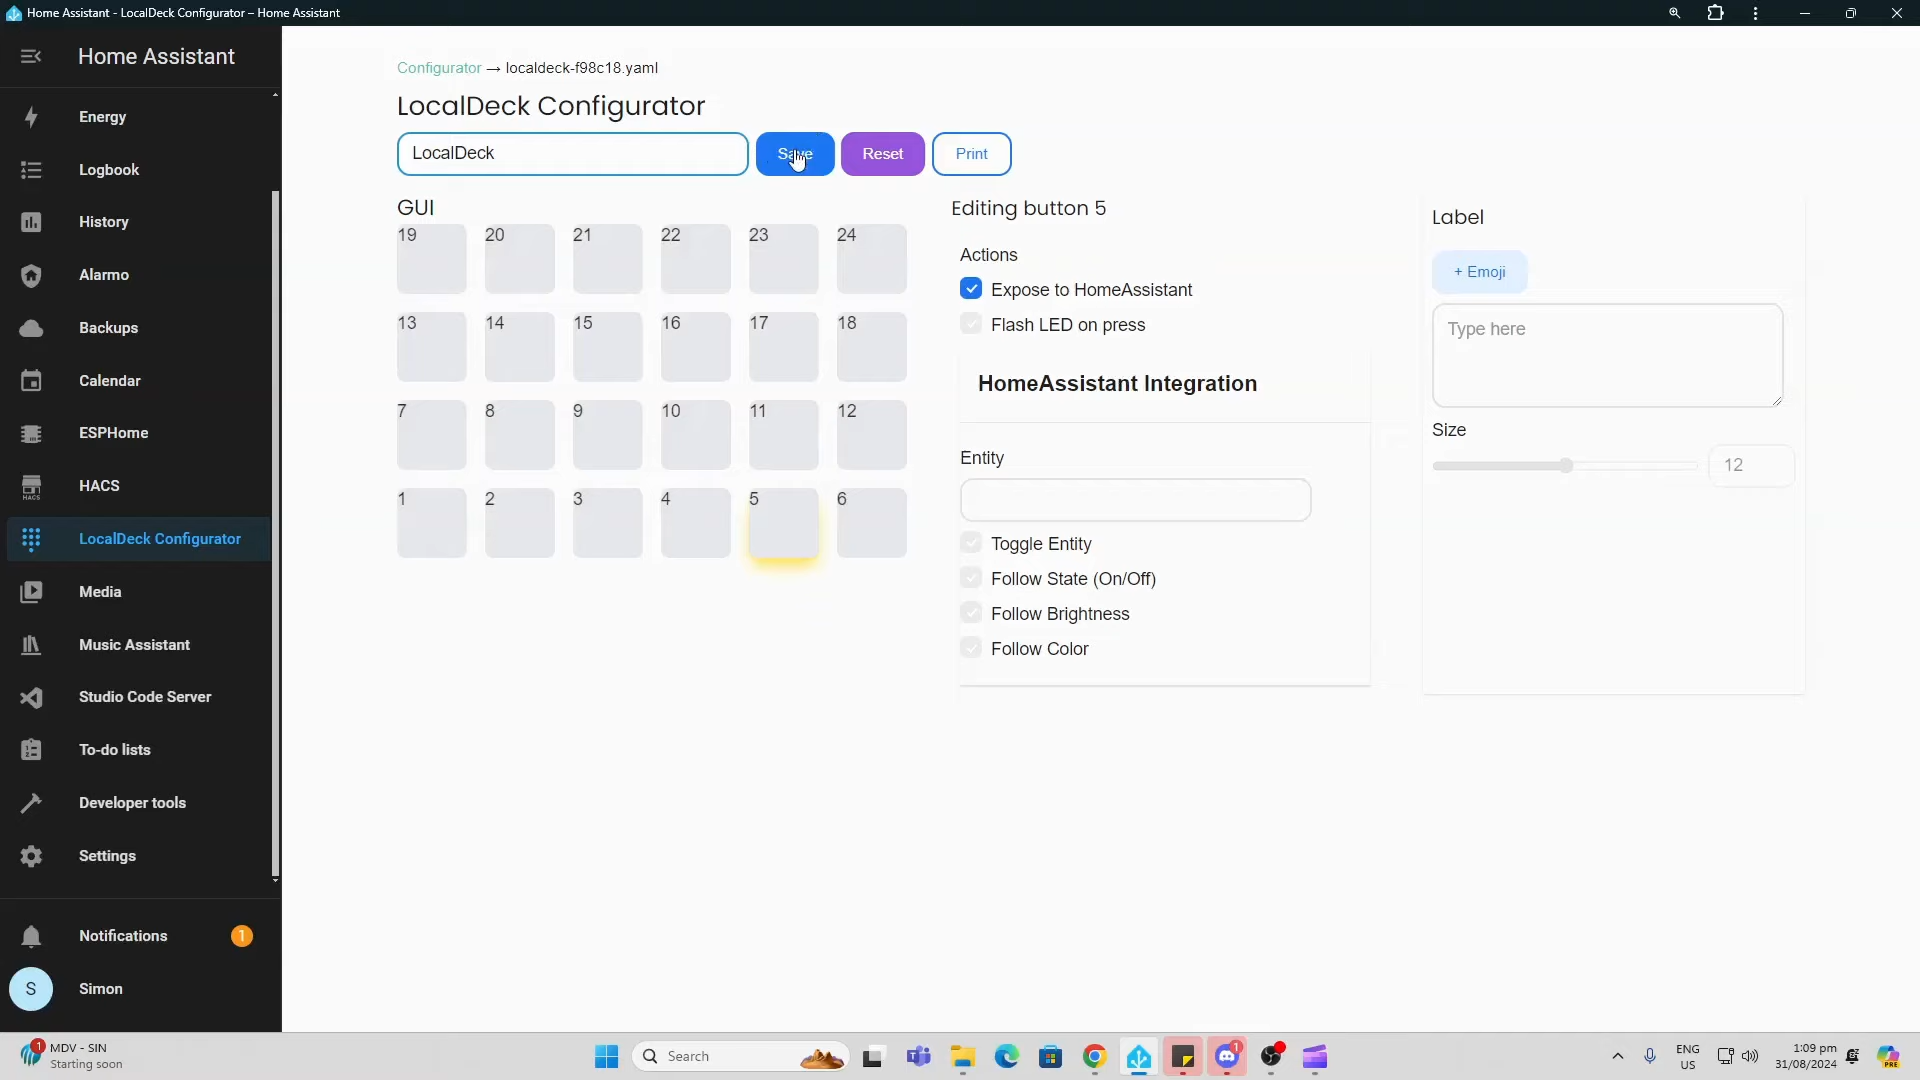 Home Assistant - LocalDeck Configurator – Home Assistant
Home Assistant
Energy
Logbook
History
Alarmo
Backups
Calendar
ESPHome
HACS
HACS
LocalDeck Configurator
Media
Music Assistant
Studio Code Server
To-do lists
Developer tools
Settings
Notifications
1
S
Simon
Configurator → localdeck-f98c18.yaml
LocalDeck Configurator
LocalDeck
Save
Reset
Print
GUI
19 20 21 22 23 24
13 14 15 16 17 18
7 8 9 10 11 12
1 2 3 4 5 6
Editing button 5
Actions
Expose to HomeAssistant
Flash LED on press
HomeAssistant Integration
Entity
Toggle Entity
Follow State (On/Off)
Follow Brightness
Follow Color
Label
+ Emoji
Type here
Size
12
1
MDV - SIN
Starting soon
Search
1
ENG
US
1:09 pm
31/08/2024
PRE